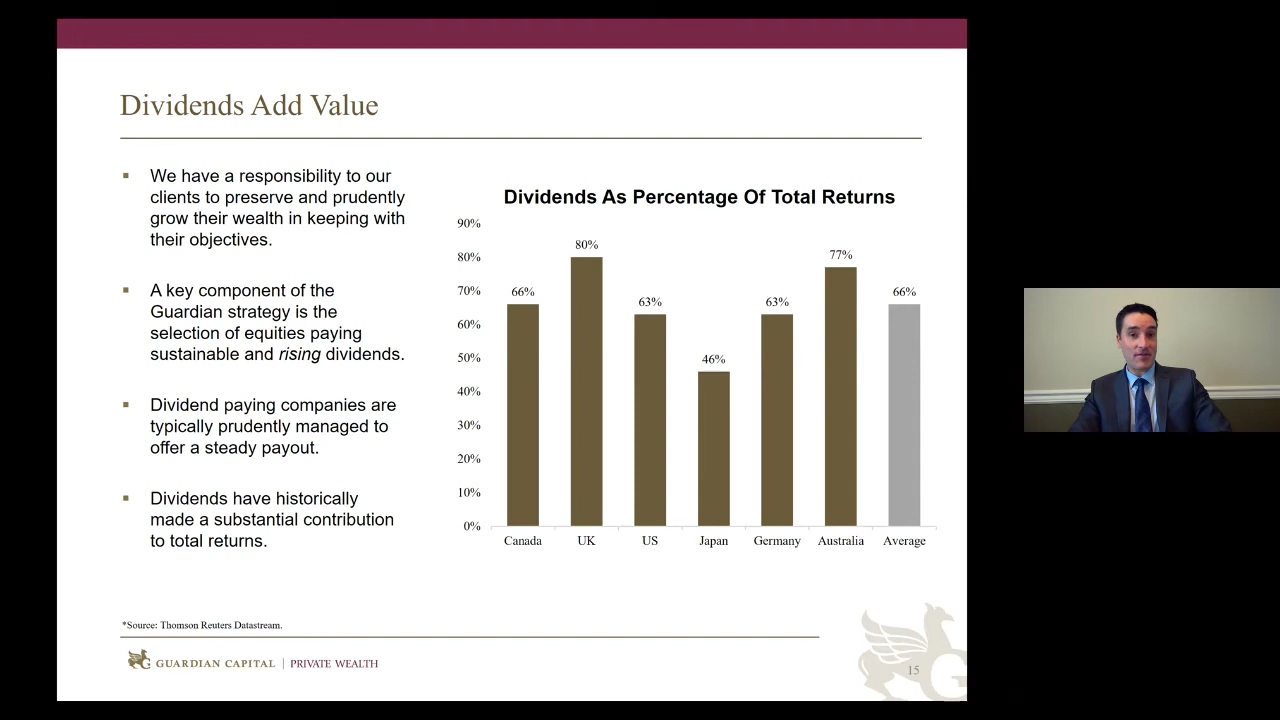 Dividends Add Value
▪ We have a responsibility to our
clients to preserve and prudently
grow their wealth in keeping with
their objectives.
▪ A key component of the
Guardian strategy is the
selection of equities paying
sustainable and rising dividends.
▪ Dividend paying companies are
typically prudently managed to
offer a steady payout.
▪ Dividends have historically
made a substantial contribution
to total returns.
Dividends As Percentage Of Total Returns
90%
80%
70%
60%
50%
40%
30%
20%
10%
0%
66%
80%
63%
46%
63%
77%
66%
Canada UK US Japan Germany Australia Average
*Source: Thomson Reuters Datastream.
GUARDIAN CAPITAL | PRIVATE WEALTH
G
15